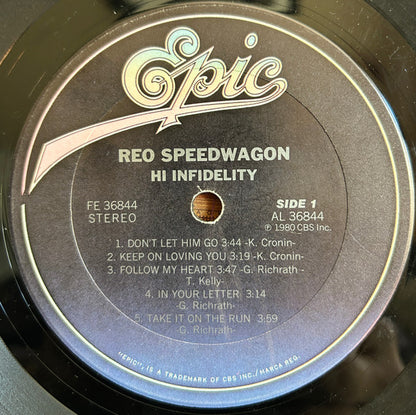 Epic
REO SPEEDWAGON
HI INFIDELITY
FE 36844
STEREO
SIDE 1
AL 36844
℗ 1980 CBS Inc.
1. DON'T LET HIM GO 3:44 -K. Cronin-
2. KEEP ON LOVING YOU 3:19 -K. Cronin-
3. FOLLOW MY HEART 3:47 -G. Richrath -
T. Kelly-
4. IN YOUR LETTER 3:14
-G. Richrath-
5. TAKE IT ON THE RUN 3:59
-G. Richrath-
"EPIC", IS A TRADEMARK OF CBS INC./MARCA REG.